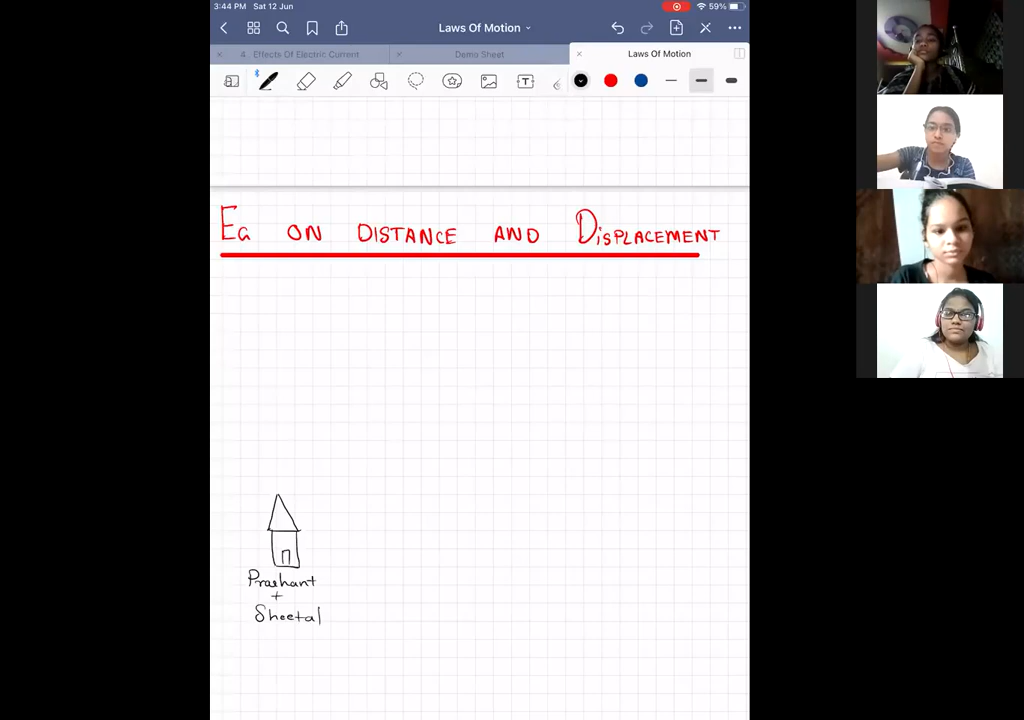 3:44 PM Sat 12 Jun
59%
Laws Of Motion
4 Effects Of Electric Current
Demo Sheet
Laws Of Motion
T
Eg ON DISTANCE AND DISPLACEMENT
Prashant
+
Sheetal